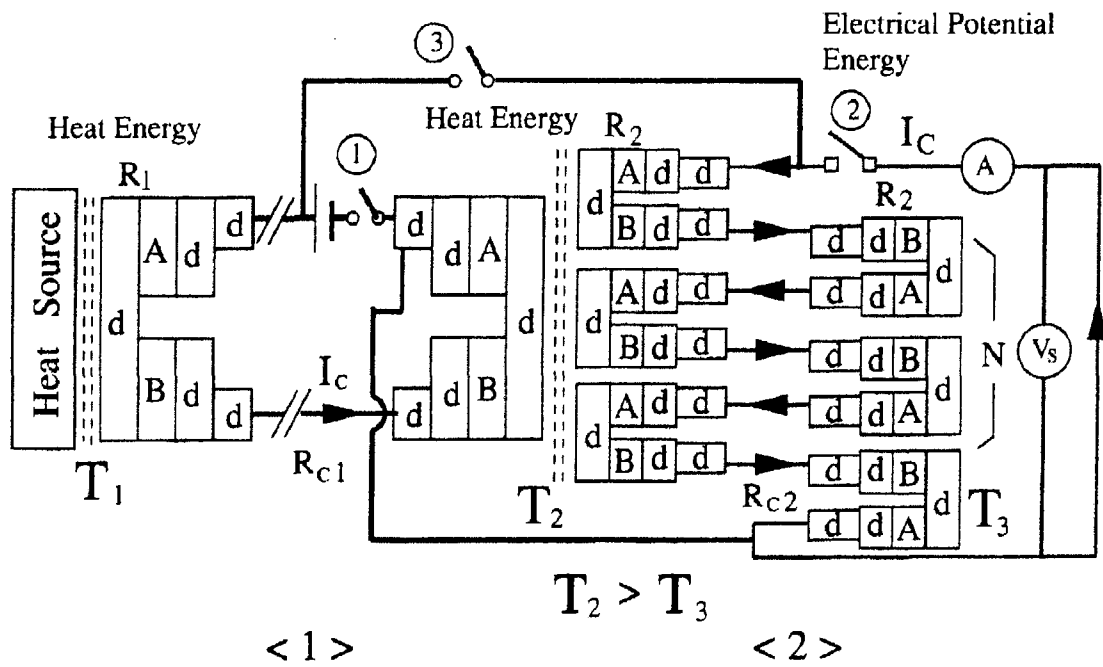 Electrical Potential
Energy
③
Heat Energy
Heat Energy
①
②
R₁
R₂
I_C
A
R₂
Heat Source
d
A
d
d
B
d
d
d
d
A
d
d
d
B
d
A
d
d
B
d
d
d
A
d
d
B
d
d
d
A
d
d
B
d
d
d
d
B
d
d
d
A
d
d
B
d
d
d
A
d
d
B
d
d
d
A
N
V_S
I_C
R_C1
R_C2
T₁
T₂
T₃
T₂ > T₃
< 1 >
< 2 >